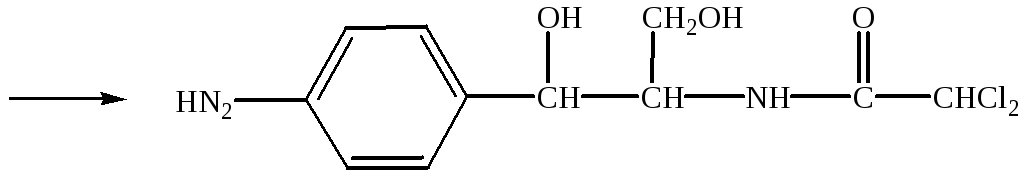 OH CH₂OH O
HN₂ CH CH NH C CHCl₂